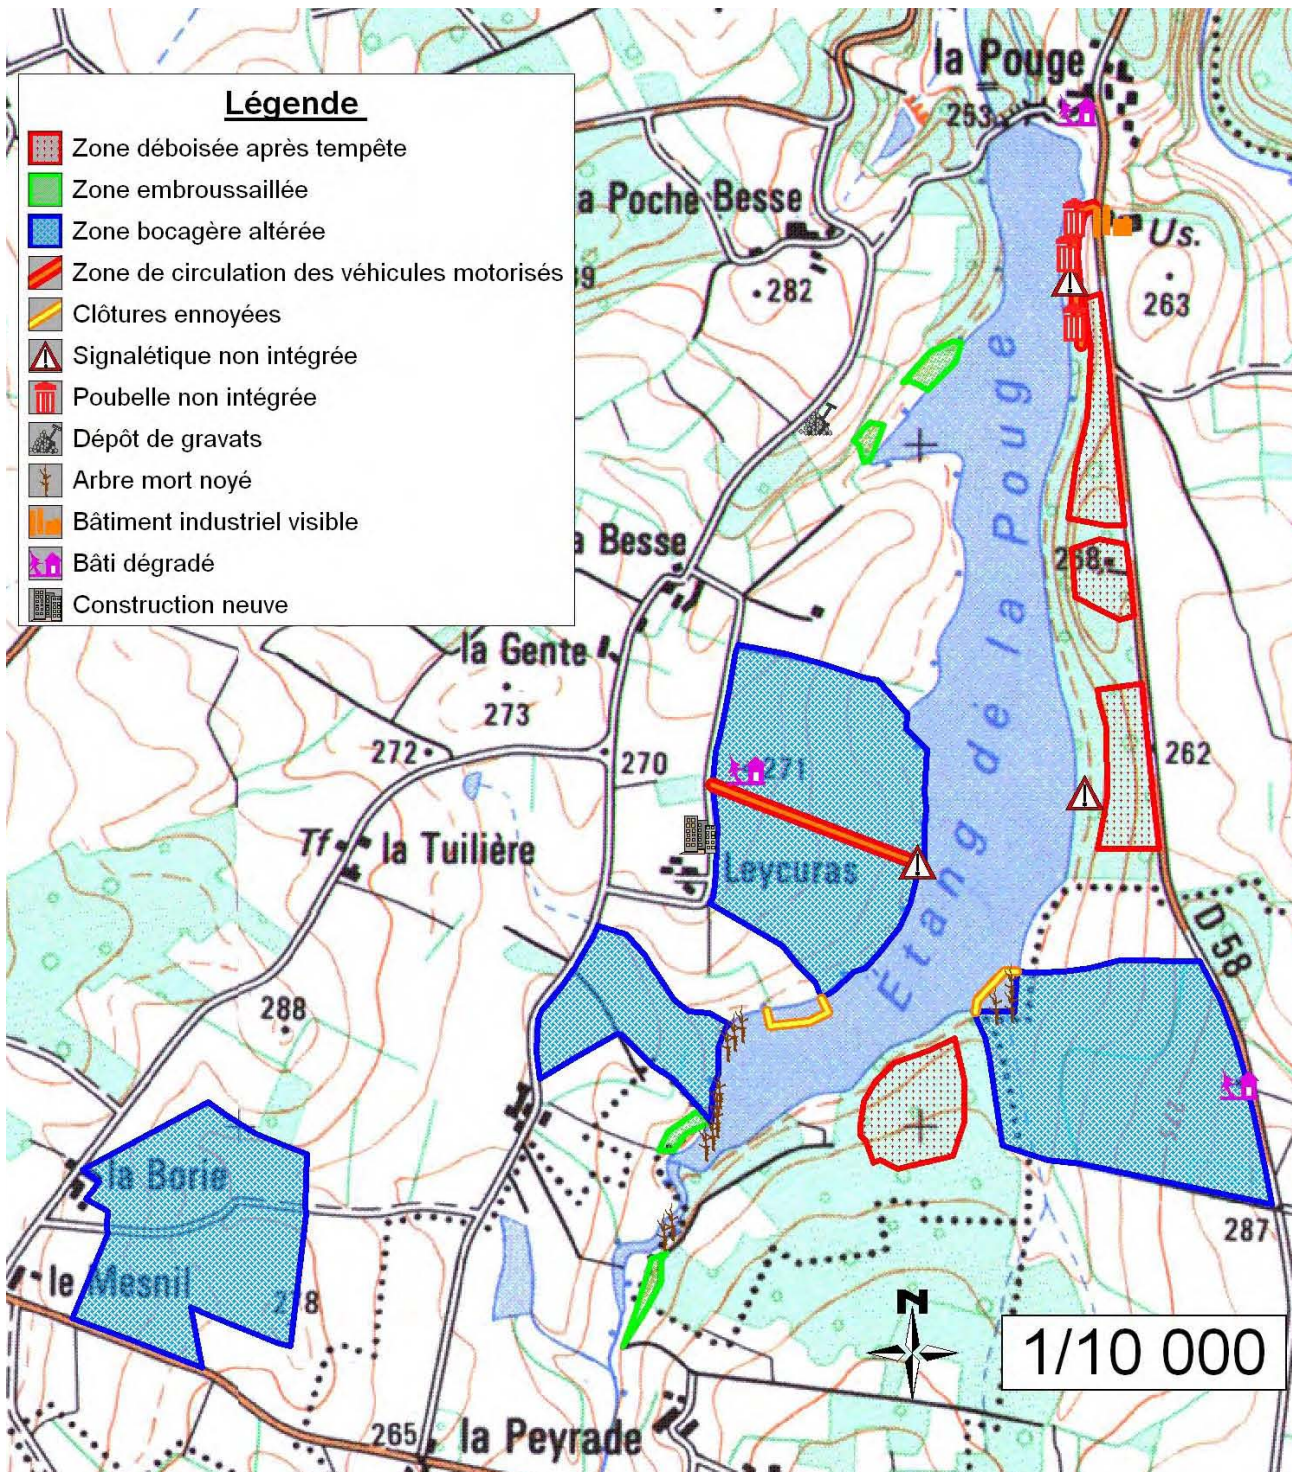 Légende
Zone déboisée après tempête
Zone embroussaillée
Zone bocagère altérée
Zone de circulation des véhicules motorisés
Clôtures ennoyées
Signalétique non intégrée
Poubelle non intégrée
Dépôt de gravats
Arbre mort noyé
Bâtiment industriel visible
Bâti dégradé
Construction neuve
la Pouge
253
a Poche Besse
Us.
282
263
a Besse
268
la Gente
273
272
270
271
262
Tf
la Tuilière
Leycuras
Étang de la Pouge
D 58
288
la Borie
287
le Mesnil
278
N
1/10 000
265
la Peyrade